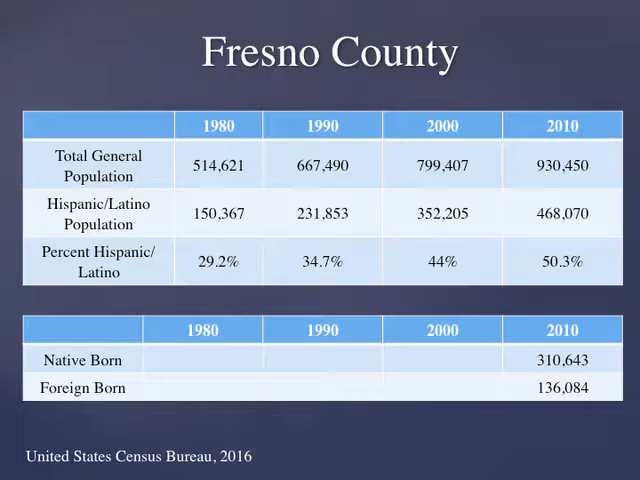 Fresno County
1980 1990 2000 2010
Total General
Population 514,621 667,490 799,407 930,450
Hispanic/Latino
Population 150,367 231,853 352,205 468,070
Percent Hispanic/
Latino 29.2% 34.7% 44% 50.3%
1980 1990 2000 2010
Native Born 310,643
Foreign Born 136,084
United States Census Bureau, 2016